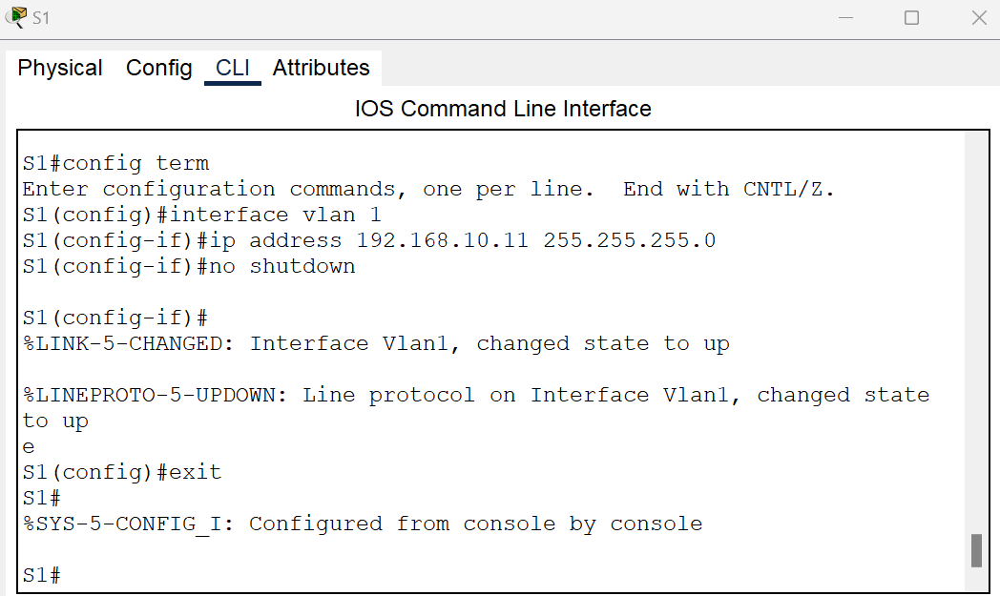 S1
Physical Config CLI Attributes
IOS Command Line Interface
S1#config term
Enter configuration commands, one per line.  End with CNTL/Z.
S1(config)#interface vlan 1
S1(config-if)#ip address 192.168.10.11 255.255.255.0
S1(config-if)#no shutdown
S1(config-if)#
%LINK-5-CHANGED: Interface Vlan1, changed state to up
%LINEPROTO-5-UPDOWN: Line protocol on Interface Vlan1, changed state
to up
e
S1(config)#exit
S1#
%SYS-5-CONFIG_I: Configured from console by console
S1#